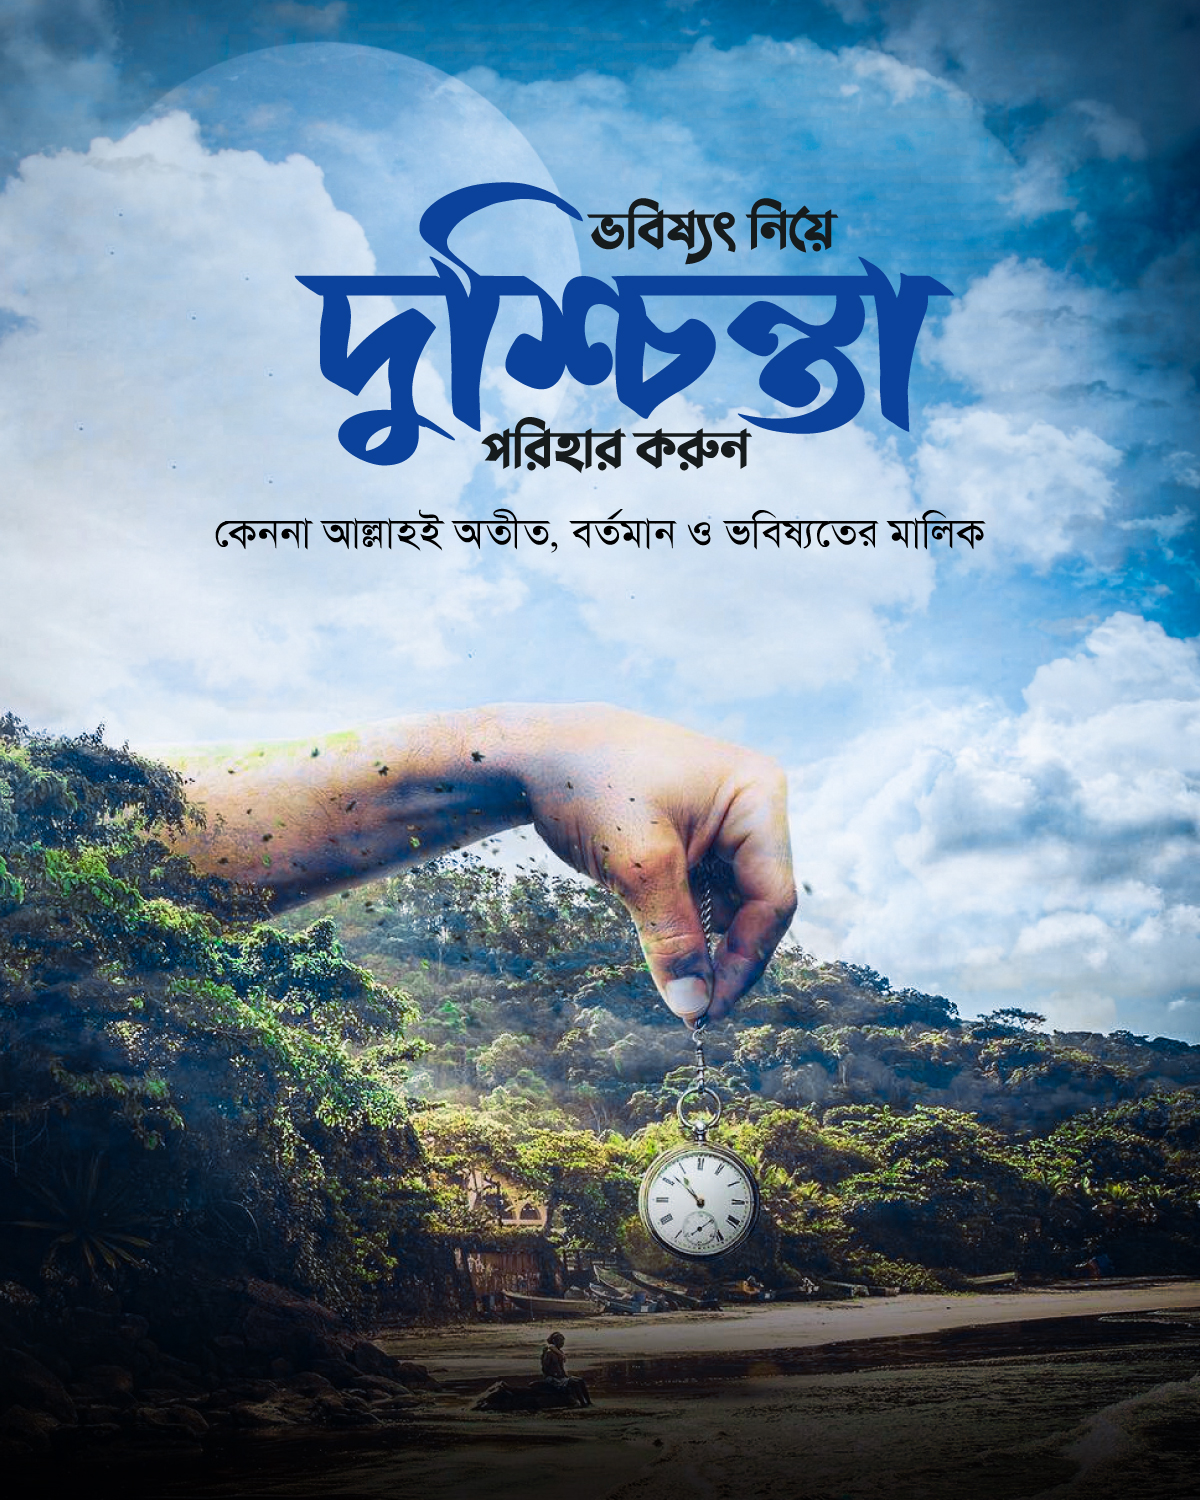 ভবিষ্যৎ নিয়ে
দুশ্চিন্তা
পরিহার করুন
কেননা আল্লাহই অতীত, বর্তমান ও ভবিষ্যতের মালিক